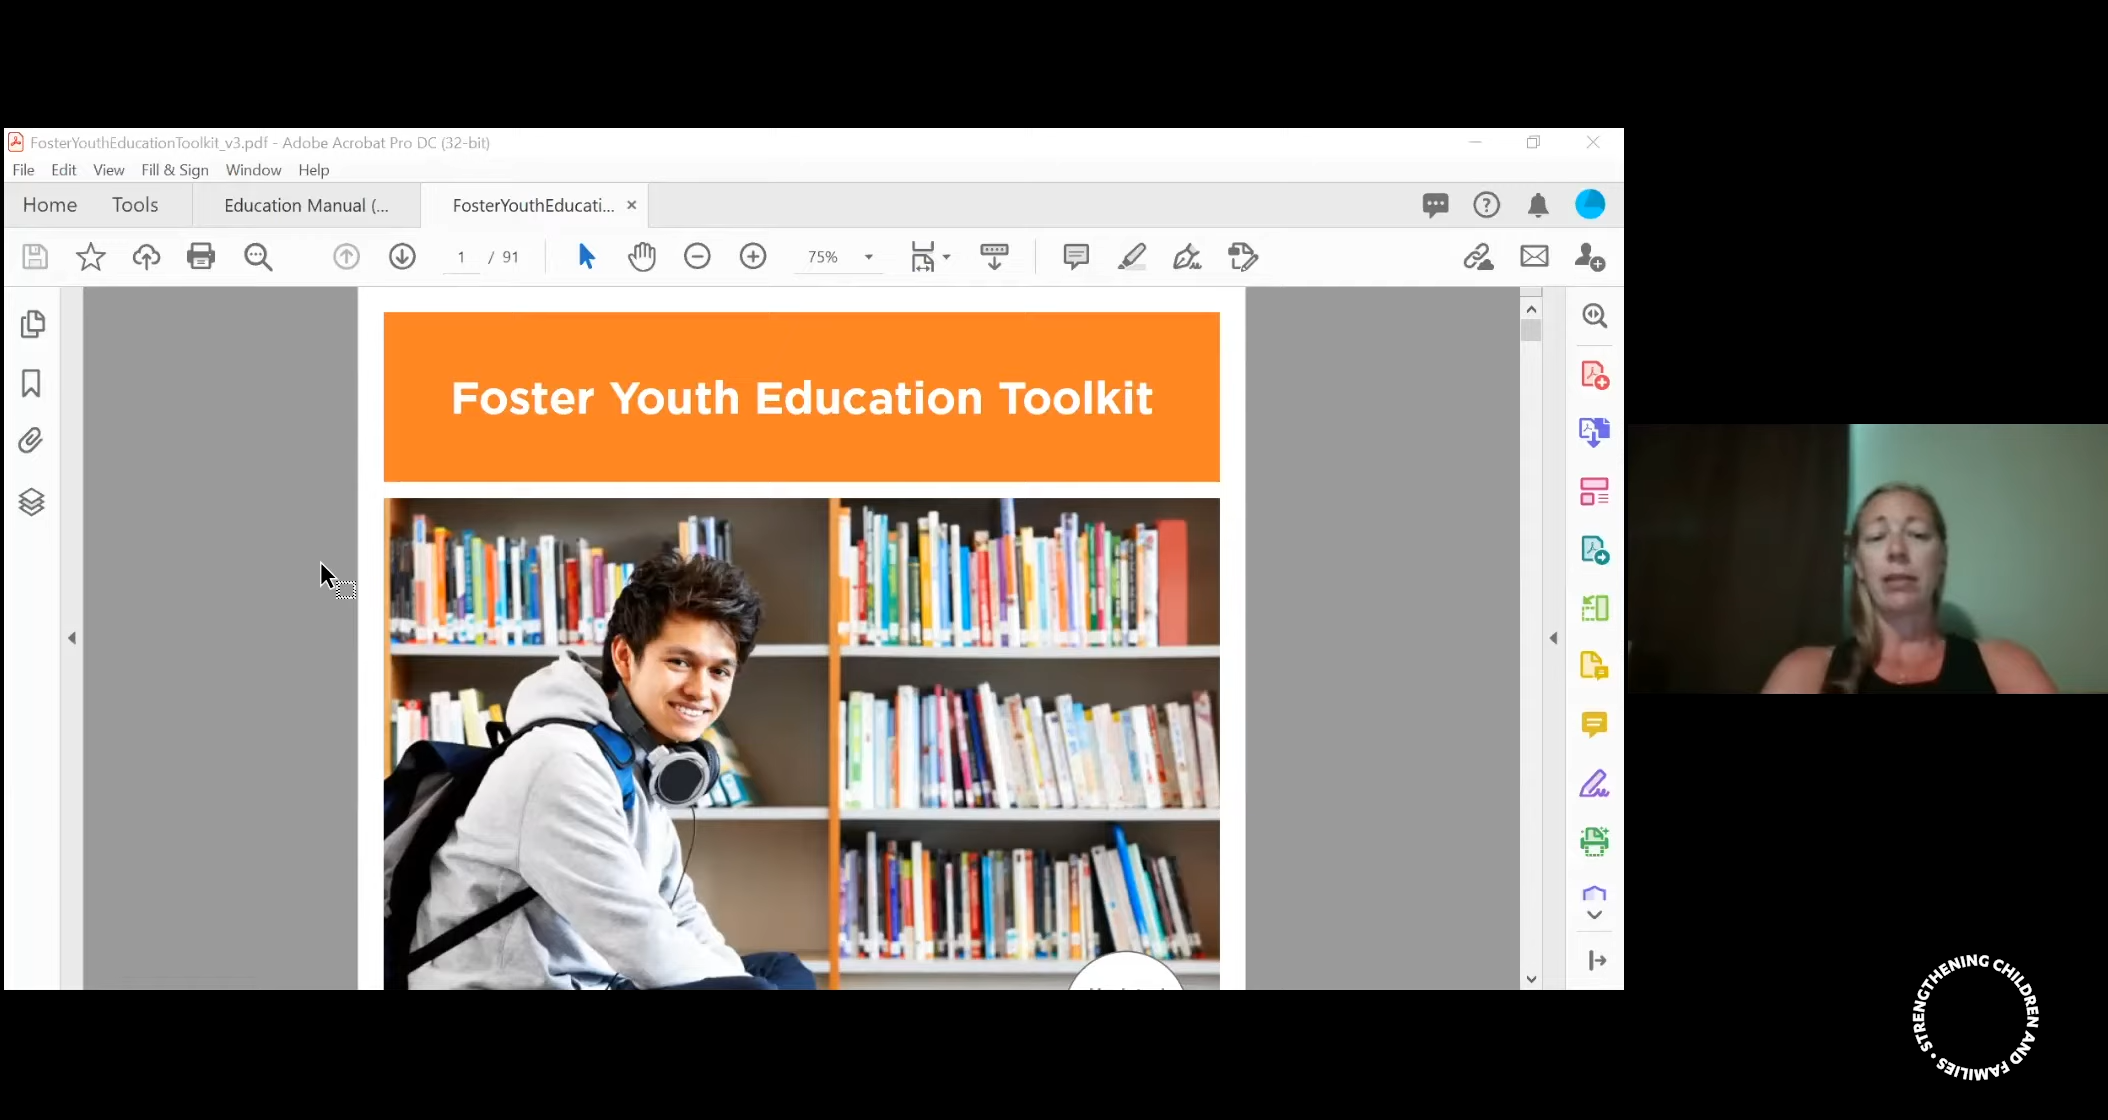 FosterYouthEducationToolkit_v3.pdf - Adobe Acrobat Pro DC (32-bit)
File Edit View Fill & Sign Window Help
Home Tools Education Manual (... FosterYouthEducati... ×
1 / 91 75%
Foster Youth Education Toolkit
STRENGTHENING CHILDREN AND FAMILIES •